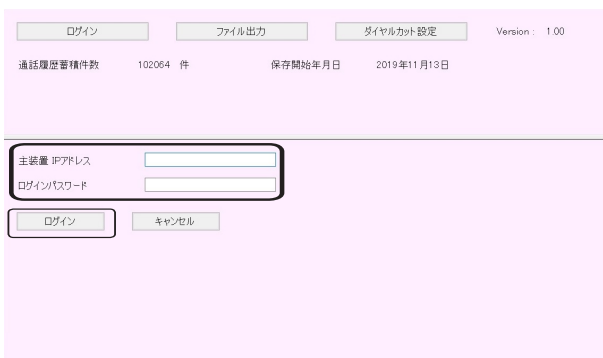 ログイン ファイル出力 ダイヤルカット設定 Version : 1.00
通話履歴蓄積件数 102064 件 保存開始年月日 2019年11月13日
主装置 IPアドレス
ログインパスワード
ログイン キャンセル